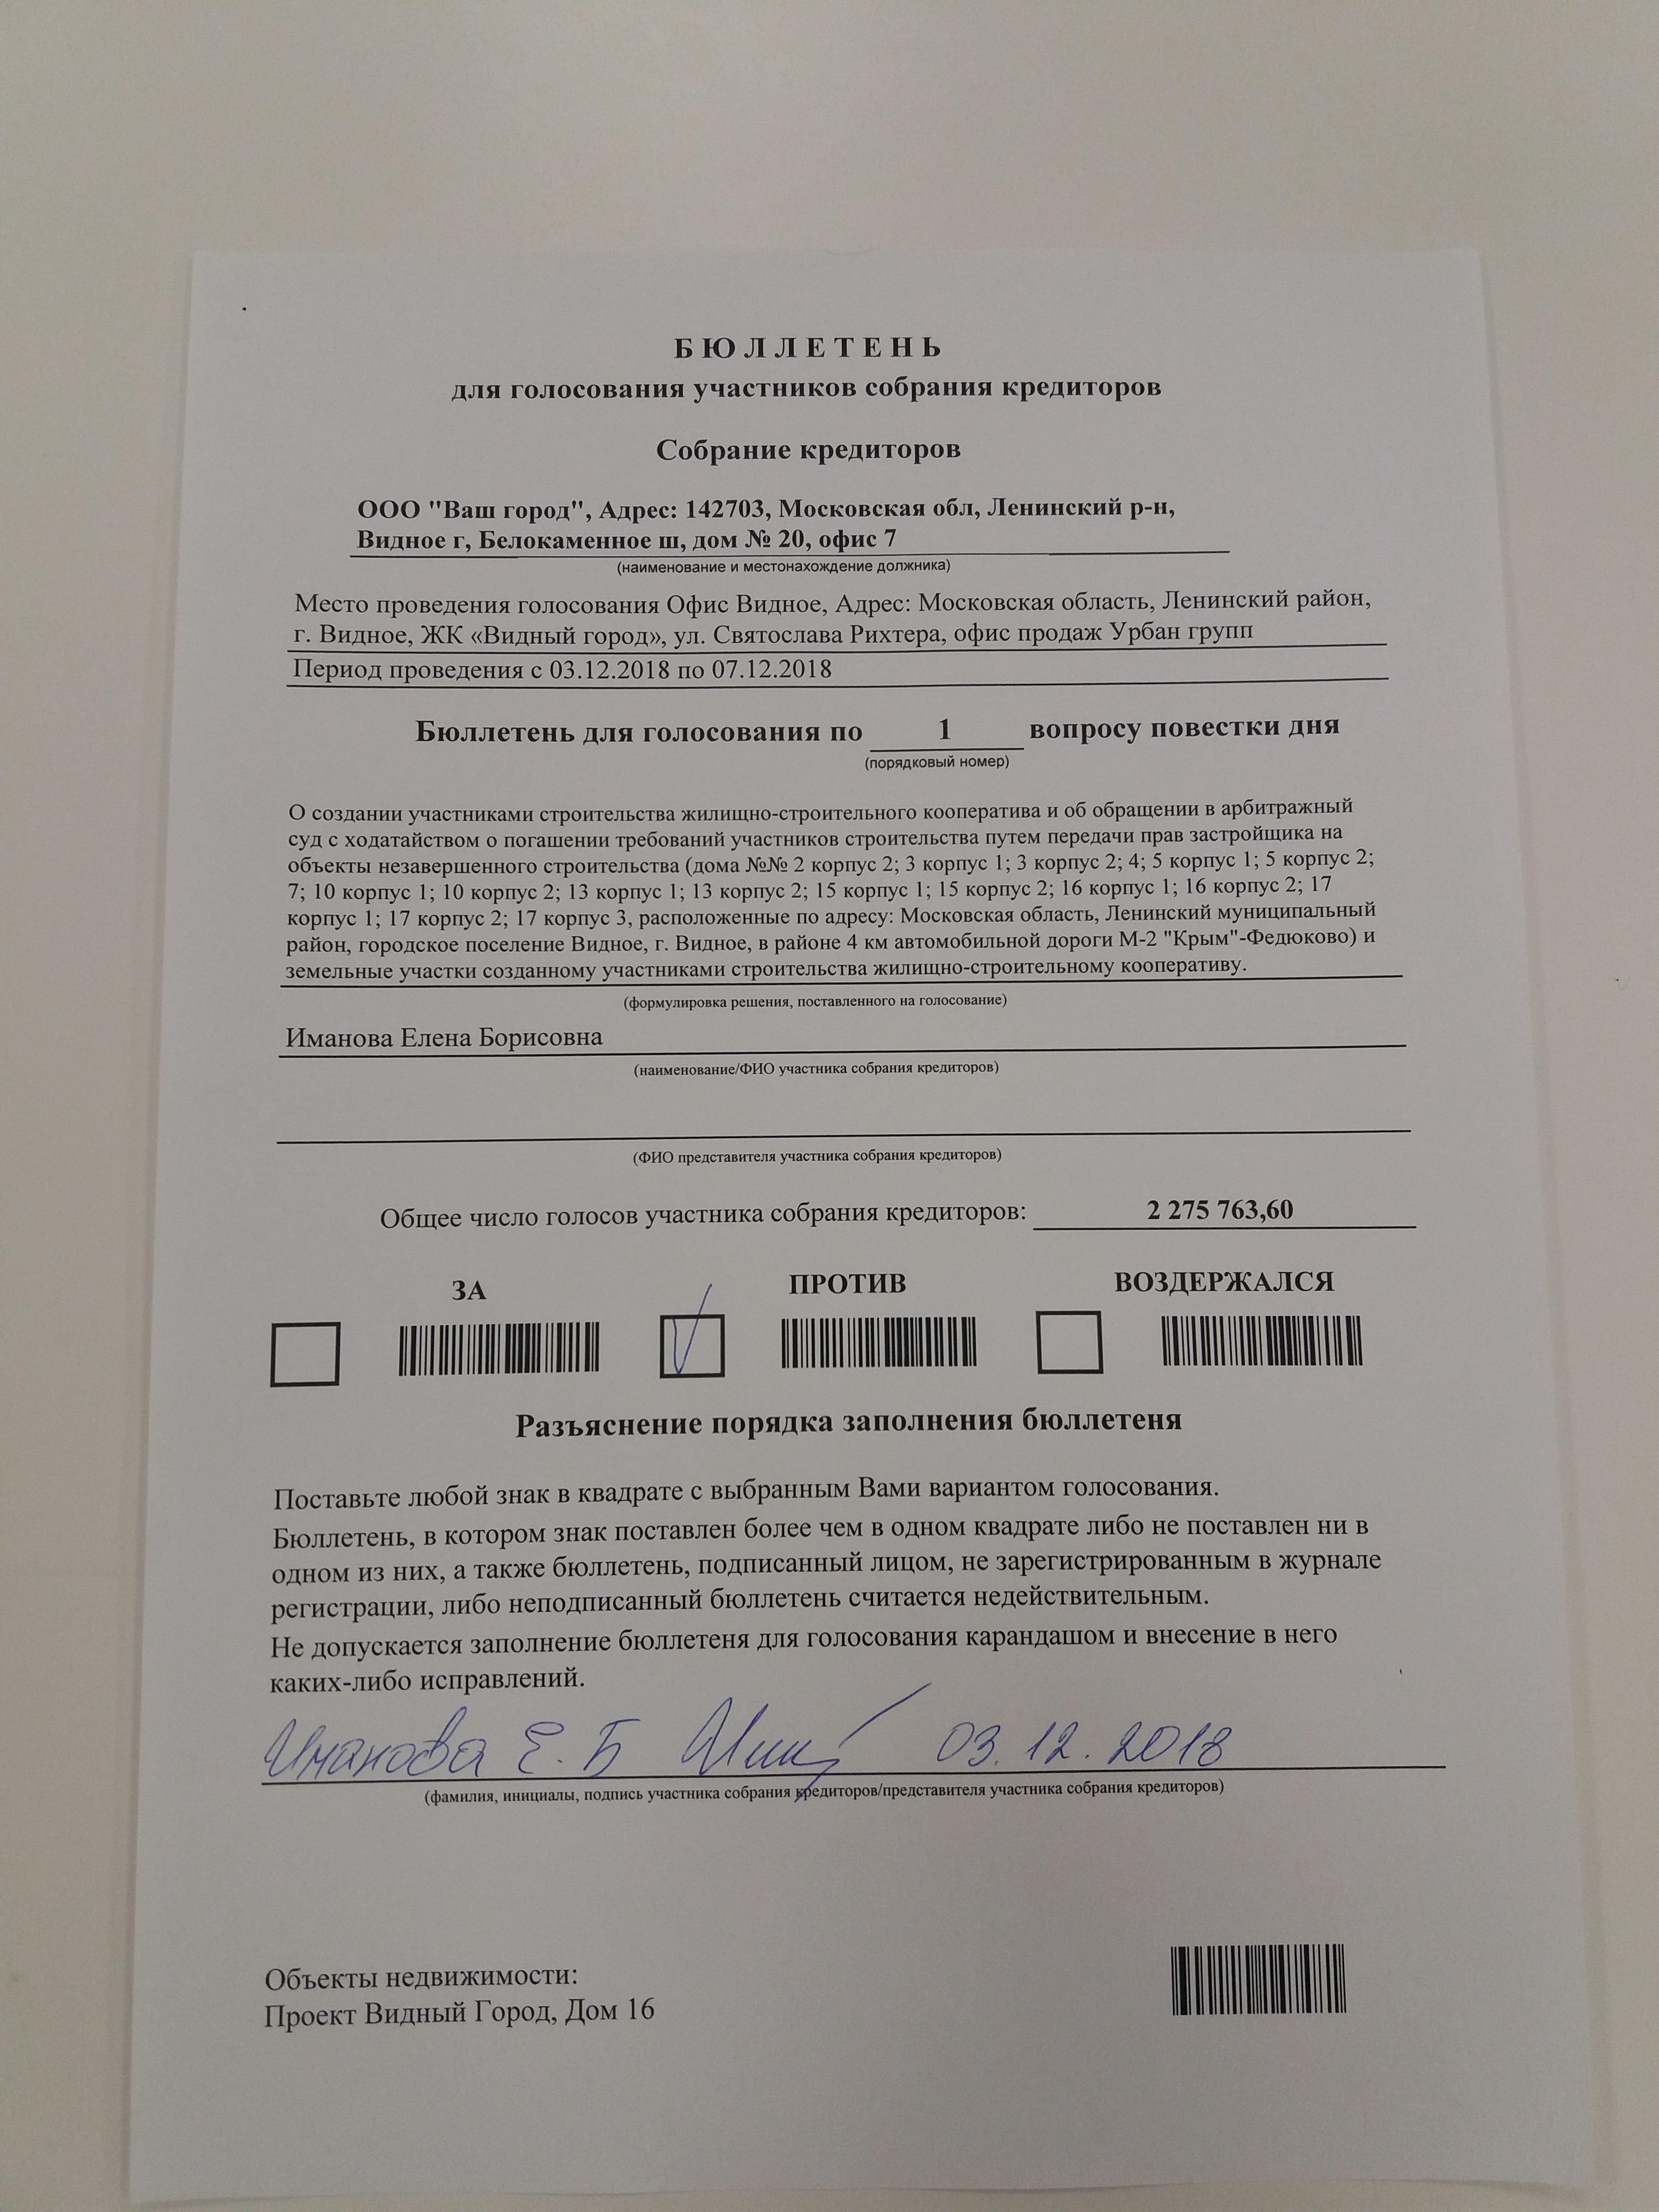 БЮЛЛЕТЕНЬ
для голосования участников собрания кредиторов
Собрание кредиторов
ООО "Ваш город", Адрес: 142703, Московская обл, Ленинский р-н,
Видное г, Белокаменное ш, дом № 20, офис 7
(наименование и местонахождение должника)
Место проведения голосования Офис Видное, Адрес: Московская область, Ленинский район,
г. Видное, ЖК «Видный город», ул. Святослава Рихтера, офис продаж Урбан групп
Период проведения с 03.12.2018 по 07.12.2018
Бюллетень для голосования по 1 вопросу повестки дня
(порядковый номер)
О создании участниками строительства жилищно-строительного кооператива и об обращении в арбитражный
суд с ходатайством о погашении требований участников строительства путем передачи прав застройщика на
объекты незавершенного строительства (дома №№ 2 корпус 2; 3 корпус 1; 3 корпус 2; 4; 5 корпус 1; 5 корпус 2;
7; 10 корпус 1; 10 корпус 2; 13 корпус 1; 13 корпус 2; 15 корпус 1; 15 корпус 2; 16 корпус 1; 16 корпус 2; 17
корпус 1; 17 корпус 2; 17 корпус 3, расположенные по адресу: Московская область, Ленинский муниципальный
район, городское поселение Видное, г. Видное, в районе 4 км автомобильной дороги М-2 "Крым"-Федюково) и
земельные участки созданному участниками строительства жилищно-строительному кооперативу.
(формулировка решения, поставленного на голосование)
Иманова Елена Борисовна
(наименование/ФИО участника собрания кредиторов)
(ФИО представителя участника собрания кредиторов)
Общее число голосов участника собрания кредиторов: 2 275 763,60
ЗА ПРОТИВ ВОЗДЕРЖАЛСЯ
Разъяснение порядка заполнения бюллетеня
Поставьте любой знак в квадрате с выбранным Вами вариантом голосования.
Бюллетень, в котором знак поставлен более чем в одном квадрате либо не поставлен ни в
одном из них, а также бюллетень, подписанный лицом, не зарегистрированным в журнале
регистрации, либо неподписанный бюллетень считается недействительным.
Не допускается заполнение бюллетеня для голосования карандашом и внесение в него
каких-либо исправлений.
Иманова Е. Б 03.12.2018
(фамилия, инициалы, подпись участника собрания кредиторов/представителя участника собрания кредиторов)
Объекты недвижимости:
Проект Видный Город, Дом 16